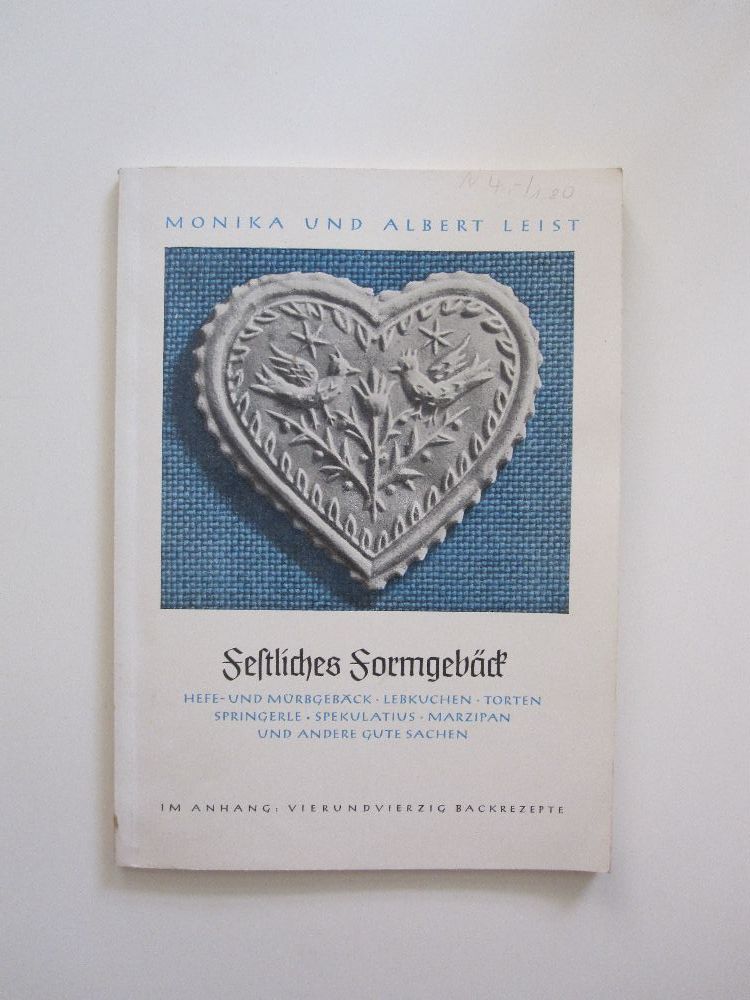 MONIKA UND ALBERT LEIST
Festliches Formgebäck
HEFE- UND MÜRBGEBÄCK · LEBKUCHEN · TORTEN
SPRINGERLE · SPEKULATIUS · MARZIPAN
UND ANDERE GUTE SACHEN
IM ANHANG: VIERUNDVIERZIG BACKREZEPTE